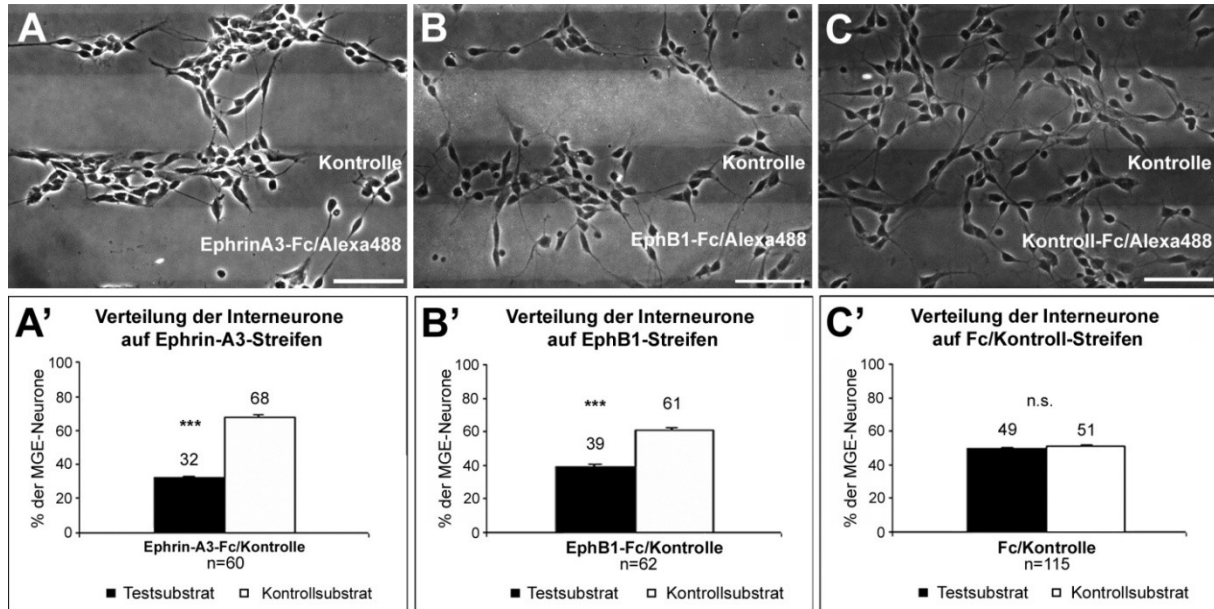 A
Kontrolle
EphrinA3-Fc/Alexa488
B
Kontrolle
EphB1-Fc/Alexa488
C
Kontrolle
Kontroll-Fc/Alexa488
A'
Verteilung der Interneurone
auf Ephrin-A3-Streifen
% der MGE-Neurone
100
80
60
40
20
0
***
32
68
Ephrin-A3-Fc/Kontrolle
n=60
Testsubstrat
Kontrollsubstrat
B'
Verteilung der Interneurone
auf EphB1-Streifen
% der MGE-Neurone
100
80
60
40
20
0
***
39
61
EphB1-Fc/Kontrolle
n=62
Testsubstrat
Kontrollsubstrat
C'
Verteilung der Interneurone
auf Fc/Kontroll-Streifen
% der MGE-Neurone
100
80
60
40
20
0
n.s.
49
51
Fc/Kontrolle
n=115
Testsubstrat
Kontrollsubstrat